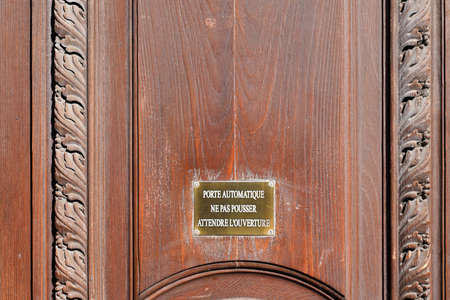 PORTE AUTOMATIQUE
NE PAS POUSSER
ATTENDRE L'OUVERTURE